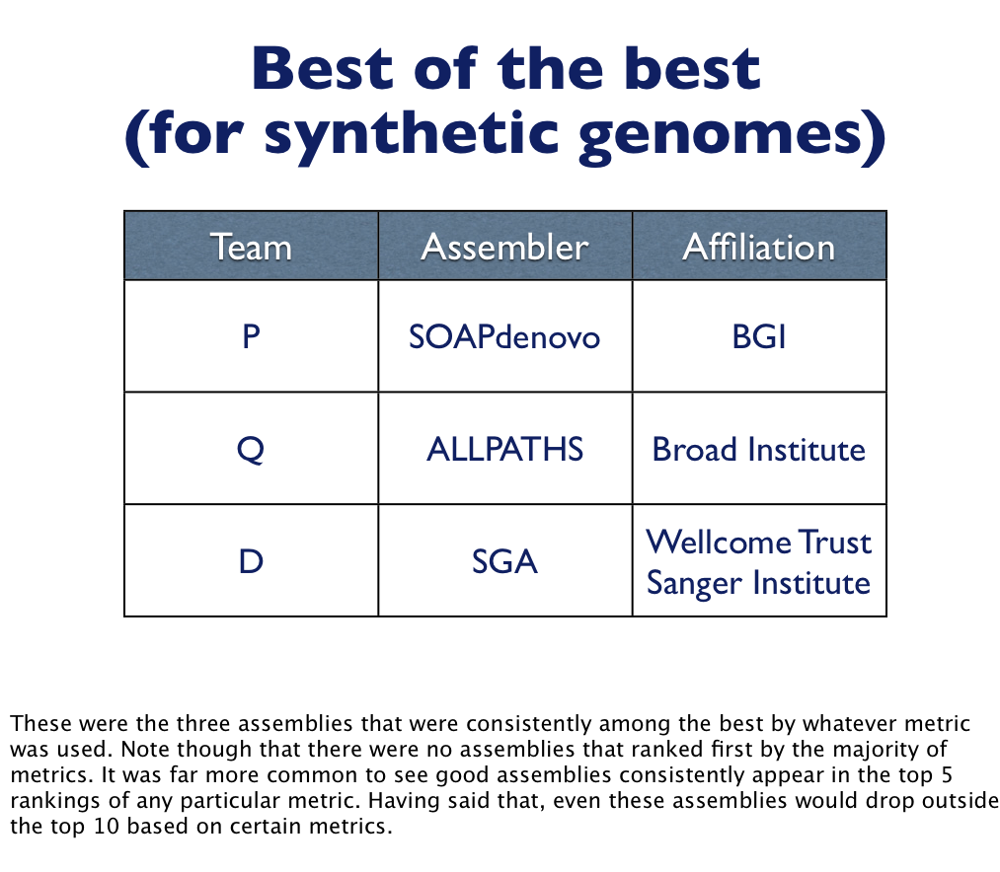 Best of the best
(for synthetic genomes)
Team Assembler Affiliation
P SOAPdenovo BGI
Q ALLPATHS Broad Institute
D SGA Wellcome Trust
Sanger Institute
These were the three assemblies that were consistently among the best by whatever metric
was used. Note though that there were no assemblies that ranked first by the majority of
metrics. It was far more common to see good assemblies consistently appear in the top 5
rankings of any particular metric. Having said that, even these assemblies would drop outside
the top 10 based on certain metrics.